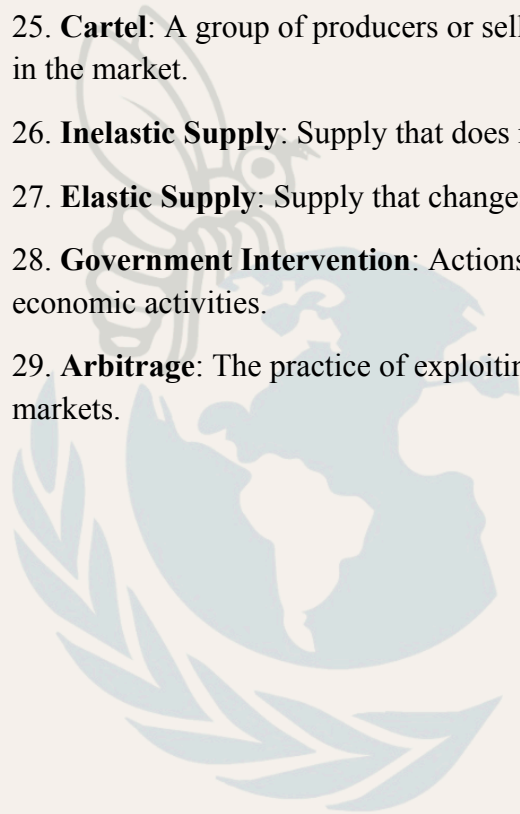 25. Cartel: A group of producers or sell
in the market.
26. Inelastic Supply: Supply that does
27. Elastic Supply: Supply that change
28. Government Intervention: Actions
economic activities.
29. Arbitrage: The practice of exploitin
markets.